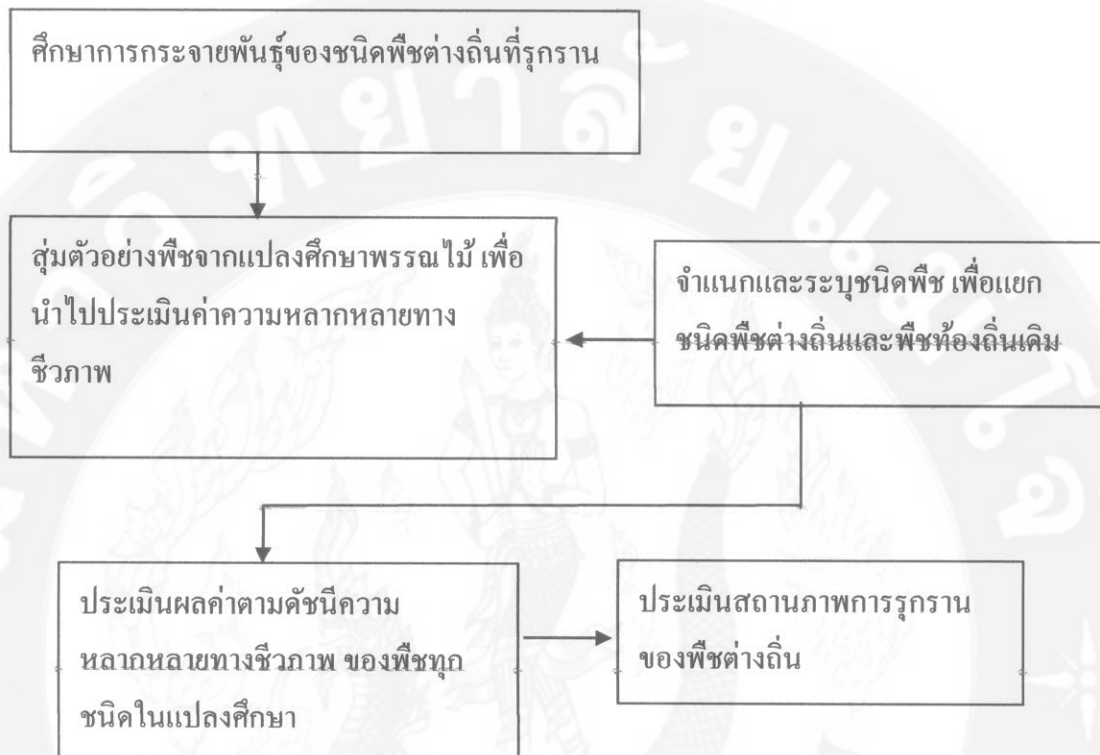 ศึกษาการกระจายพันธุ์ของชนิดพืชต่างถิ่นที่รุกราน
สุ่มตัวอย่างพืชจากแปลงศึกษาพรรณไม้ เพื่อ
นำไปประเมินค่าความหลากหลายทาง
ชีวภาพ
จำแนกและระบุชนิดพืช เพื่อแยก
ชนิดพืชต่างถิ่นและพืชท้องถิ่นเดิม
ประเมินผลค่าตามดัชนีความ
หลากหลายทางชีวภาพ ของพืชทุก
ชนิดในแปลงศึกษา
ประเมินสถานภาพการรุกราน
ของพืชต่างถิ่น